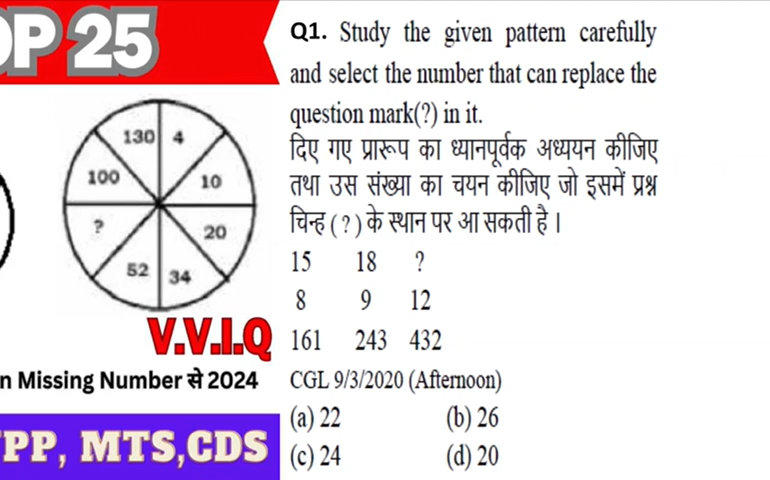 OP 25
130 4
100 10
? 20
52 34
V.V.I.Q
n Missing Number से 2024
PP, MTS,CDS
Q1. Study the given pattern carefully
and select the number that can replace the
question mark(?) in it.
दिए गए प्रारूप का ध्यानपूर्वक अध्ययन कीजिए
तथा उस संख्या का चयन कीजिए जो इसमें प्रश्न
चिन्ह (?) के स्थान पर आ सकती है।
15 18 ?
8 9 12
161 243 432
CGL 9/3/2020 (Afternoon)
(a) 22 (b) 26
(c) 24 (d) 20